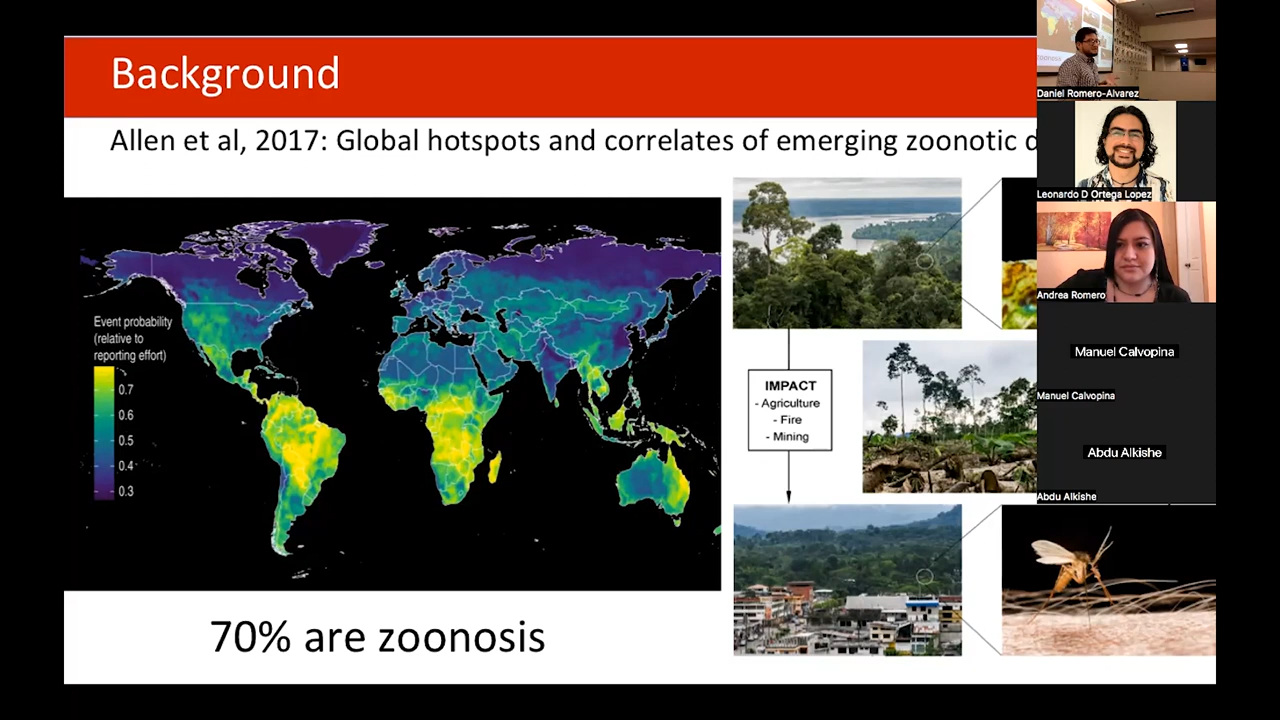 Background
Allen et al, 2017: Global hotspots and correlates of emerging zoonotic d
Event probability
(relative to
reporting effort)
0.7
0.6
0.5
0.4
0.3
IMPACT
- Agriculture
- Fire
- Mining
70% are zoonosis
Daniel Romero-Alvarez
Leonardo D Ortega Lopez
Andrea Romero
Manuel Calvopina
Manuel Calvopina
Abdu Alkishe
Abdu Alkishe